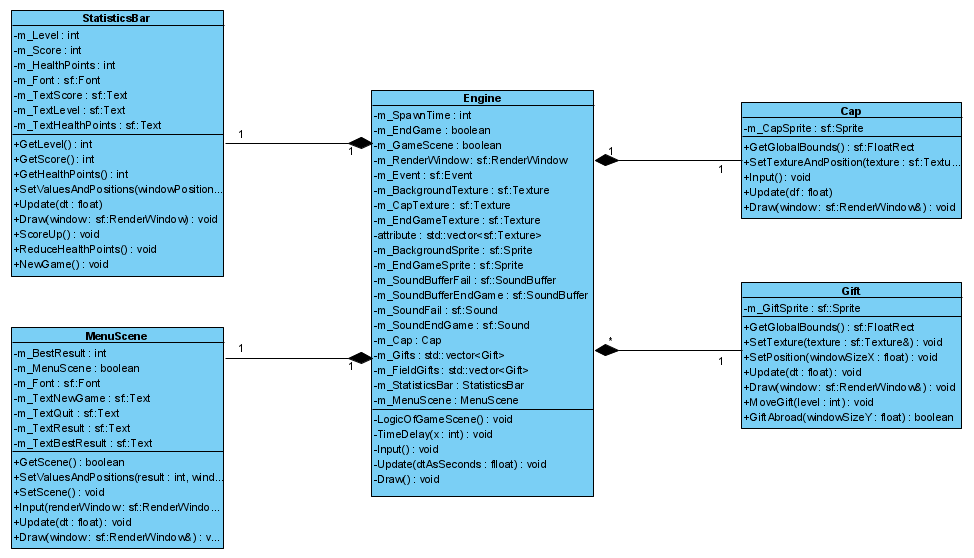 StatisticsBar
-m_Level : int
-m_Score : int
-m_HealthPoints : int
-m_Font : sf::Font
-m_TextScore : sf::Text
-m_TextLevel : sf::Text
-m_TextHealthPoints : sf::Text
+GetLevel() : int
+GetScore() : int
+GetHealthPoints() : int
+SetValuesAndPositions(windowPosition...
+Update(dt : float)
+Draw(window : sf::RenderWindow) : void
+ScoreUp() : void
+ReduceHealthPoints() : void
+NewGame() : void
1
1
MenuScene
-m_BestResult : int
-m_MenuScene : boolean
-m_Font : sf::Font
-m_TextNewGame : sf::Text
-m_TextQuit : sf::Text
-m_TextResult : sf::Text
-m_TextBestResult : sf::Text
+GetScene() : boolean
+SetValuesAndPositions(result : int, wind...
+SetScene() : void
+Input(renderWindow : sf::RenderWindo...
+Update(dt : float) : void
+Draw(window : sf::RenderWindow&) : v...
1
1
Engine
-m_SpawnTime : int
-m_EndGame : boolean
-m_GameScene : boolean
-m_RenderWindow : sf::RenderWindow
-m_Event : sf::Event
-m_BackgroundTexture : sf::Texture
-m_CapTexture : sf::Texture
-m_EndGameTexture : sf::Texture
-attribute : std::vector<sf::Texture>
-m_BackgroundSprite : sf::Sprite
-m_EndGameSprite : sf::Sprite
-m_SoundBufferFail : sf::SoundBuffer
-m_SoundBufferEndGame : sf::SoundBuffer
-m_SoundFail : sf::Sound
-m_SoundEndGame : sf::Sound
-m_Cap : Cap
-m_Gifts : std::vector<Gift>
-m_FieldGifts : std::vector<Gift>
-m_StatisticsBar : StatisticsBar
-m_MenuScene : MenuScene
-LogicOfGameScene() : void
-TimeDelay(x : int) : void
-Input() : void
-Update(dtAsSeconds : flloat) : void
-Draw() : void
1
1
Cap
-m_CapSprite : sf::Sprite
+GetGlobalBounds() : sf::FloatRect
+SetTextureAndPosition(texture : sf::Textu...
+Input() : void
+Update(df : float)
+Draw(window : sf::RenderWindow&) : void
*
1
Gift
-m_GiftSprite : sf::Sprite
+GetGlobalBounds() : sf::FloatRect
+SetTexture(texture : sf::Texture&) : void
+SetPosition(windowSizeX : float) : void
+Update(dt : float) : void
+Draw(window : sf::RenderWindow&) : void
+MoveGift(level : int) : void
+GiftAbroad(windowSizeY : float) : boolean